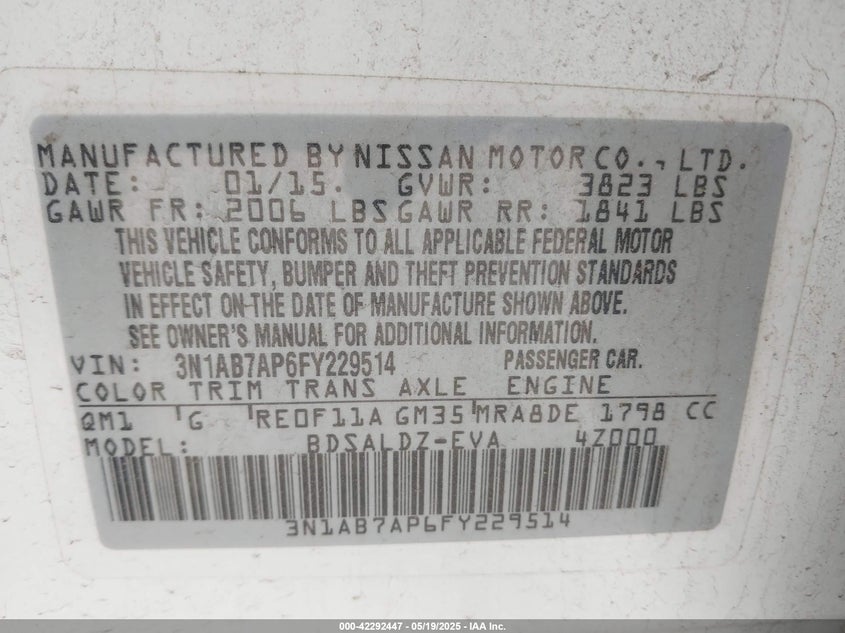 MANUFACTURED BY NISSAN MOTOR CO., LTD.
DATE: 01/15. GVWR: 3823 LBS
GAWR FR: 2006 LBS GAWR RR: 1841 LBS
THIS VEHICLE CONFORMS TO ALL APPLICABLE FEDERAL MOTOR
VEHICLE SAFETY, BUMPER AND THEFT PREVENTION STANDARDS
IN EFFECT ON THE DATE OF MANUFACTURE SHOWN ABOVE.
SEE OWNER'S MANUAL FOR ADDITIONAL INFORMATION.
VIN: 3N1AB7AP6FY229514 PASSENGER CAR.
COLOR TRIM TRANS AXLE ENGINE
QM1 G RE0F11A GM35 MRA8DE 1798 CC
MODEL: BDSALDZ-EVA 4Z000
3N1AB7AP6FY229514
000-42292447 - 05/19/2025 - IAA Inc.